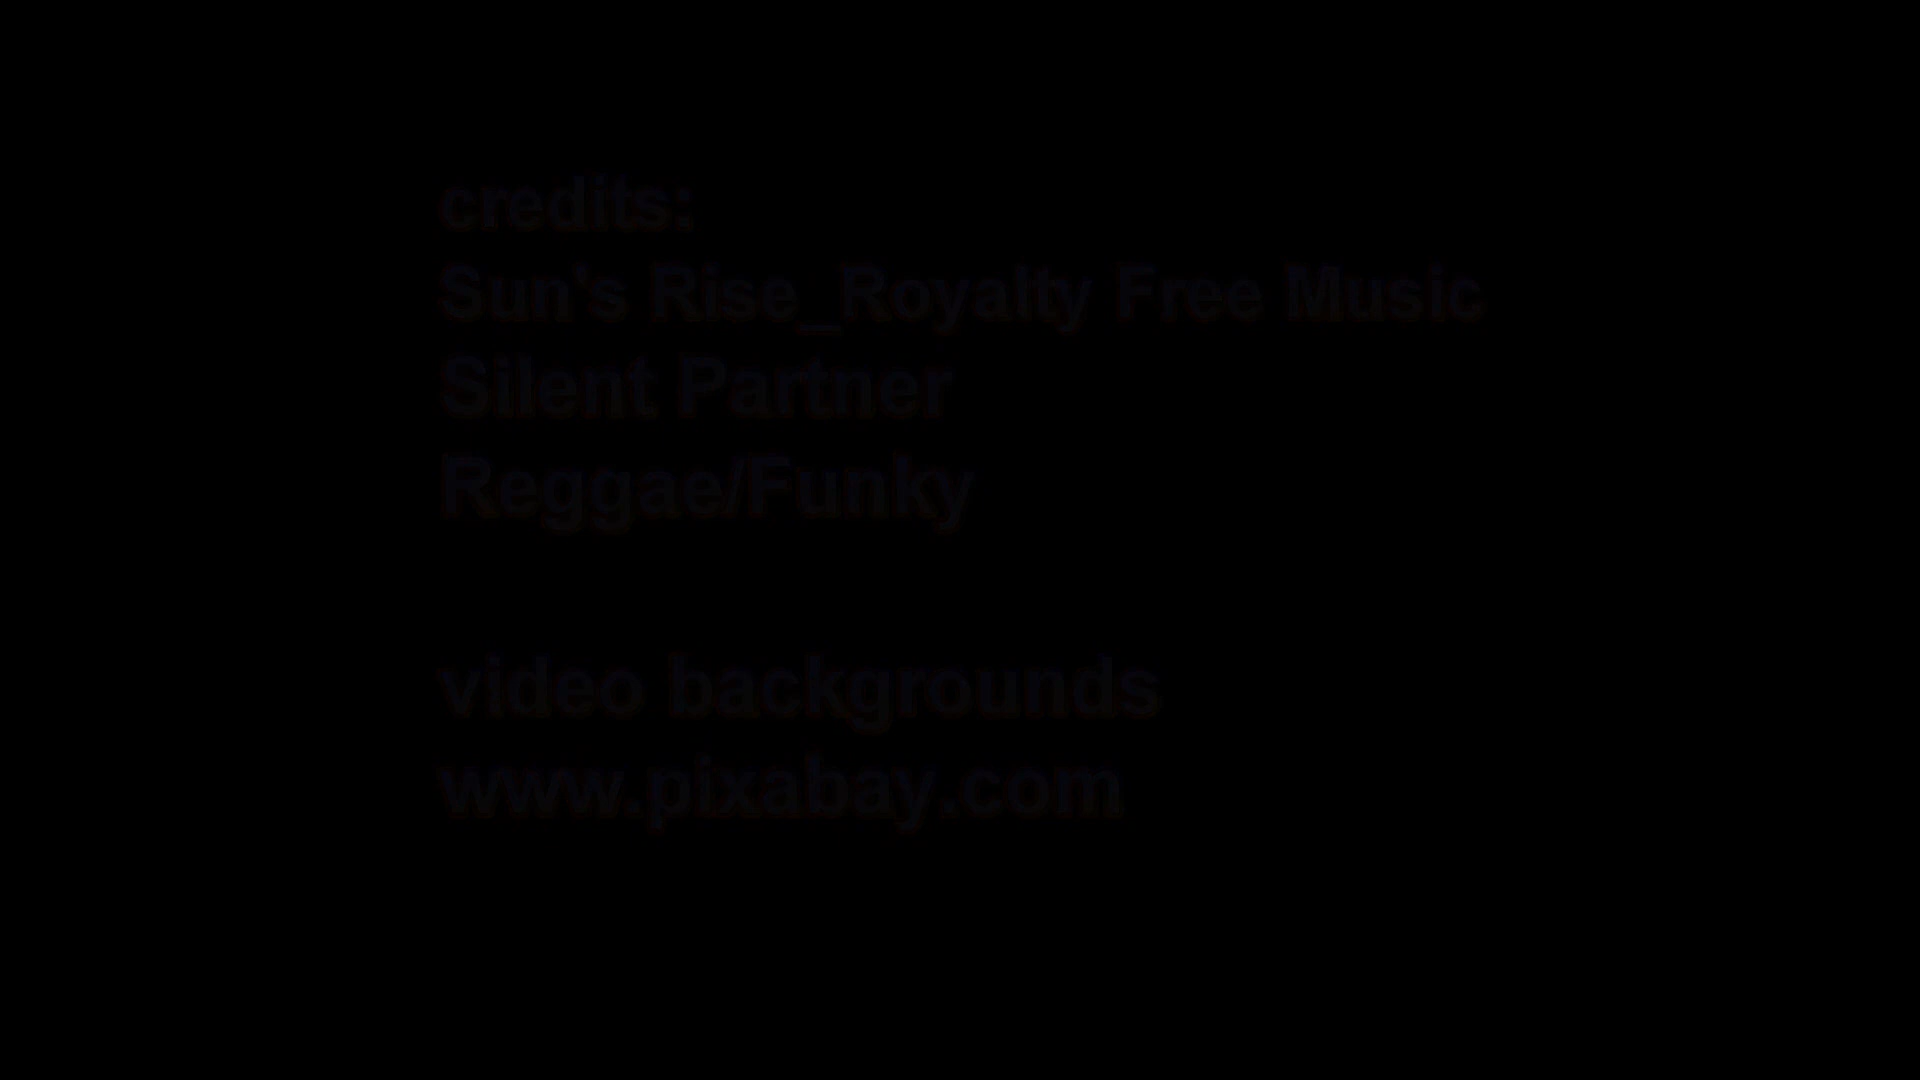 credits:
Sun's Rise_Royalty Free Music
Silent Partner
Reggae/Funky
video backgrounds
www.pixabay.com